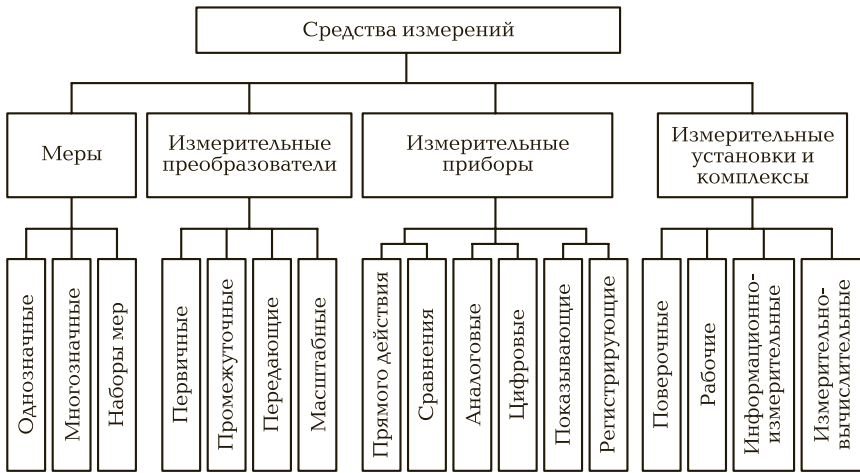 Средства измерений
Меры
Измерительные
преобразователи
Измерительные
приборы
Измерительные
установки и
комплексы
Однозначные
Многозначные
Наборы мер
Первичные
Промежуточные
Передающие
Масштабные
Прямого действия
Сравнения
Аналоговые
Цифровые
Показывающие
Регистрирующие
Поверочные
Рабочие
Информационно-
измерительные
Измерительно-
вычислительные